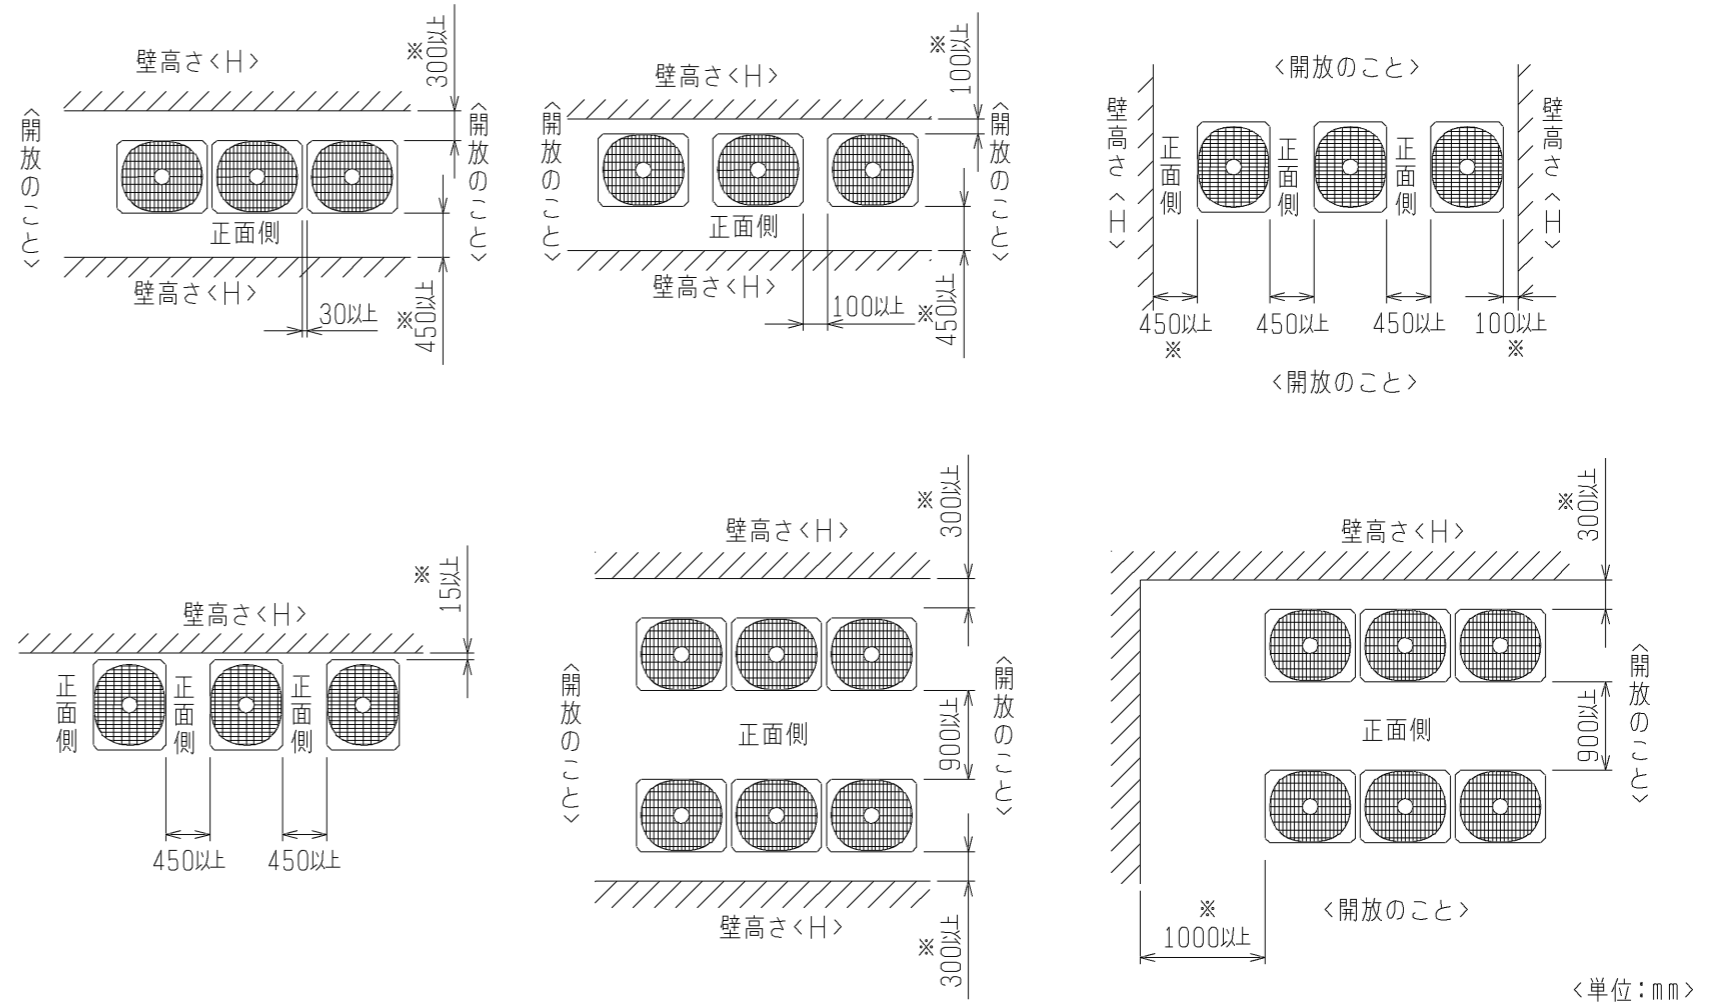 壁高さ<H>
※
300以上
<開放のこと>
<開放のこと>
正面側
壁高さ<H>
30以上
※
450以上
壁高さ<H>
※
100以上
<開放のこと>
<開放のこと>
正面側
壁高さ<H>
100以上
※
450以上
<開放のこと>
壁高さ<H>
正面側
正面側
正面側
壁高さ<H>
450以上
※
450以上
450以上
100以上
※
<開放のこと>
壁高さ<H>
※
15以上
正面側
正面側
正面側
450以上
450以上
壁高さ<H>
※
300以上
<開放のこと>
正面側
900以上
<開放のこと>
壁高さ<H>
※
300以上
壁高さ<H>
※
300以上
正面側
900以上
<開放のこと>
※
1000以上
<開放のこと>
<単位:mm>